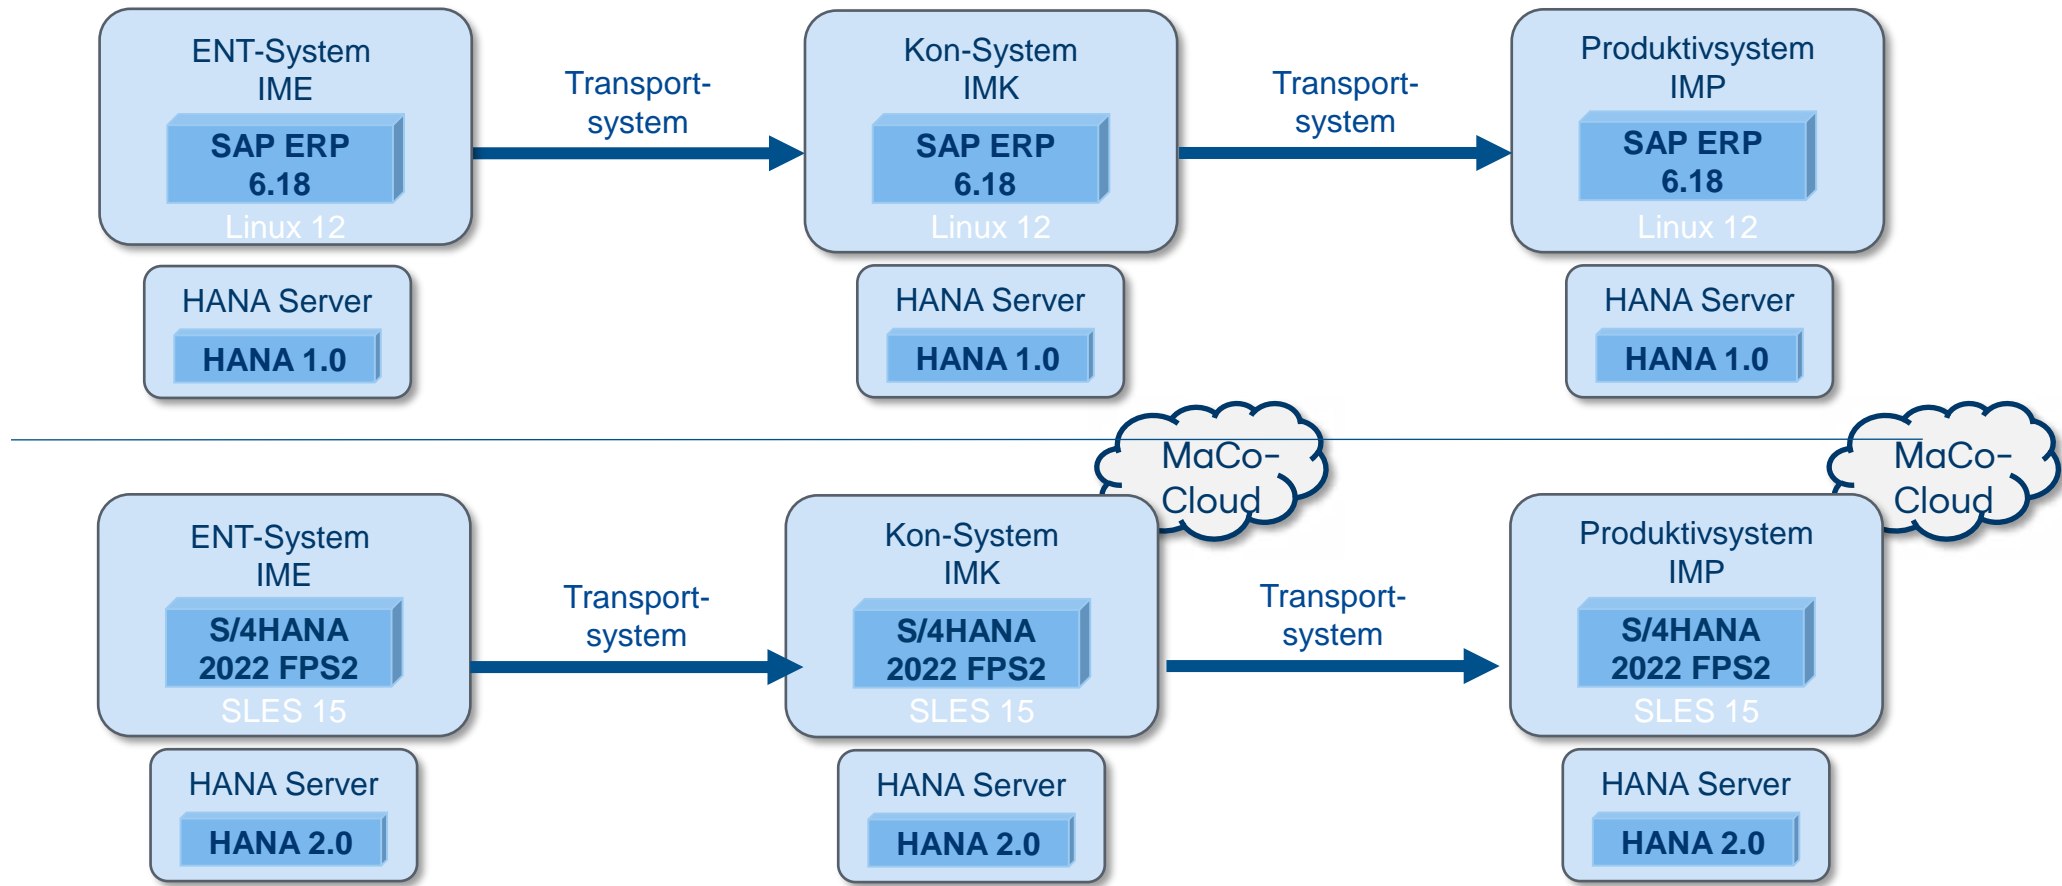 ENT-System
IME
SAP ERP
6.18
Linux 12
Transport-
system
Kon-System
IMK
SAP ERP
6.18
Linux 12
Transport-
system
Produktivsystem
IMP
SAP ERP
6.18
Linux 12
HANA Server
HANA 1.0
HANA Server
HANA 1.0
HANA Server
HANA 1.0
MaCo-
Cloud
MaCo-
Cloud
ENT-System
IME
S/4HANA
2022 FPS2
SLES 15
Transport-
system
Kon-System
IMK
S/4HANA
2022 FPS2
SLES 15
Transport-
system
Produktivsystem
IMP
S/4HANA
2022 FPS2
SLES 15
HANA Server
HANA 2.0
HANA Server
HANA 2.0
HANA Server
HANA 2.0